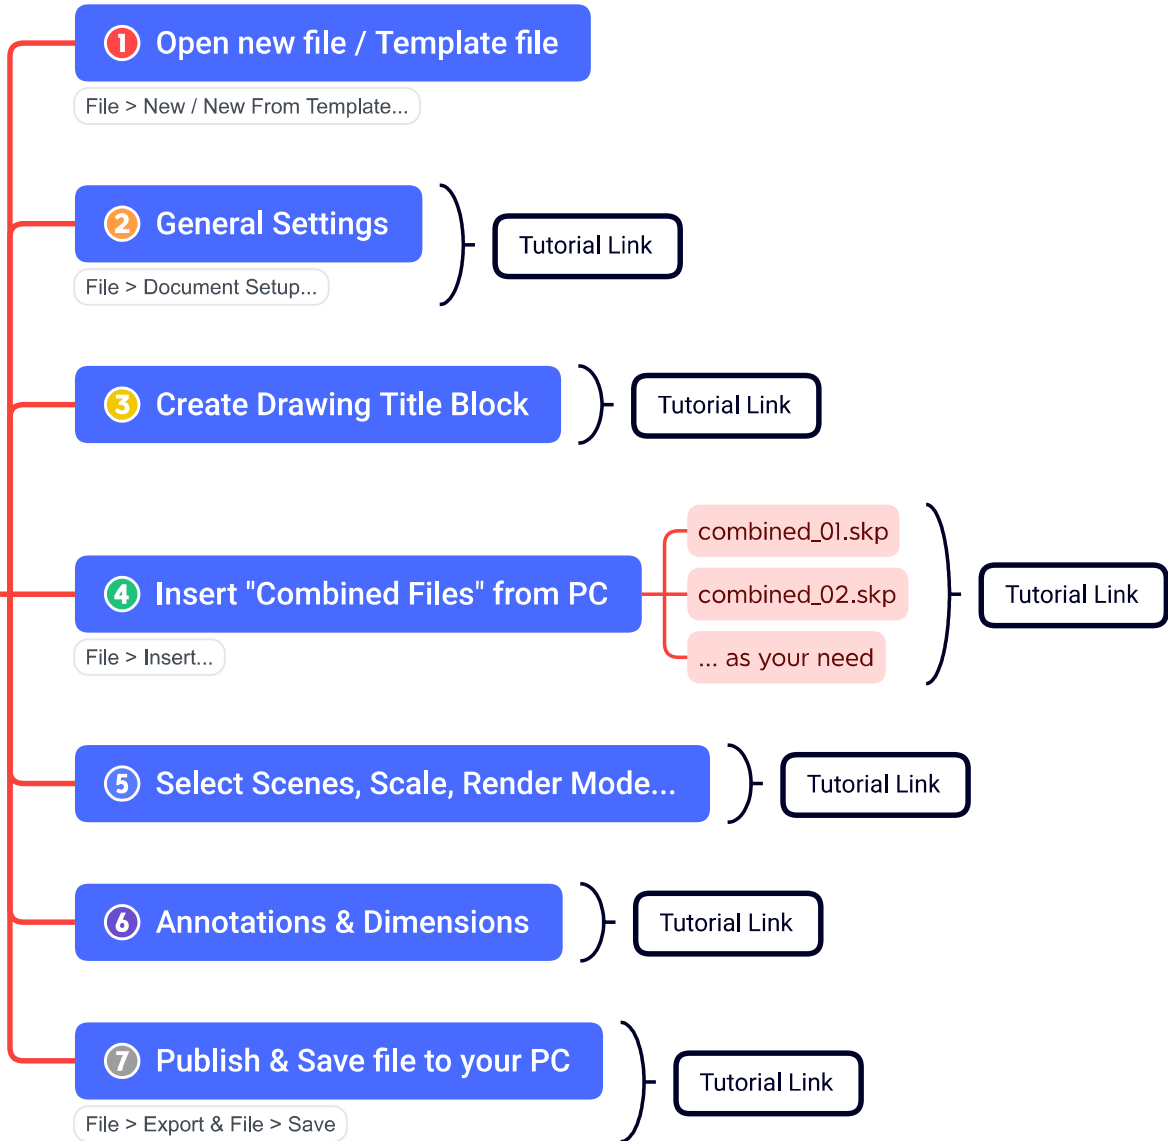 1 Open new file / Template file
File > New / New From Template...
2 General Settings
File > Document Setup...
Tutorial Link
3 Create Drawing Title Block
Tutorial Link
4 Insert "Combined Files" from PC
File > Insert...
combined_01.skp
combined_02.skp
... as your need
Tutorial Link
5 Select Scenes, Scale, Render Mode...
Tutorial Link
6 Annotations & Dimensions
Tutorial Link
7 Publish & Save file to your PC
File > Export & File > Save
Tutorial Link